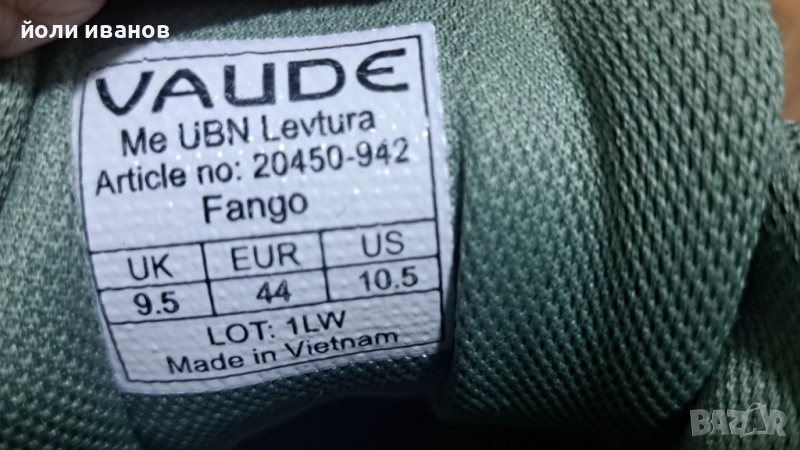 йоли иванов
VAUDE
Me UBN Levtura
Article no: 20450-942
Fango
UK EUR US
9.5 44 10.5
LOT: 1LW
Made in Vietnam
BAZAR